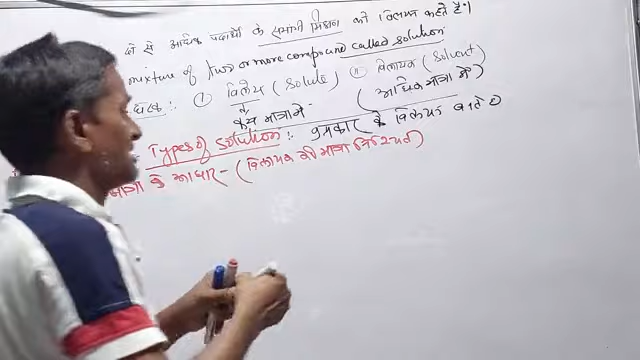 दो से अधिक पदार्थो के समांगी मिश्रण को विलयन कहते है।
mixture of two or more compound called solution
घटक :. ① विलेय (Solute) ② विलायक (Solvent)
कम मात्रा मे - (अधिक मात्रा मे)
Types of solution :. प्रकार के विलयन बनते
मात्रा के आधार - (विलायक की मात्रा निश्चित)